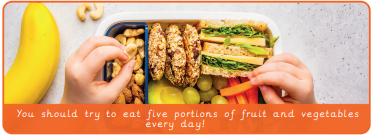 You should try to eat five portions of fruit and vegetables
every day!